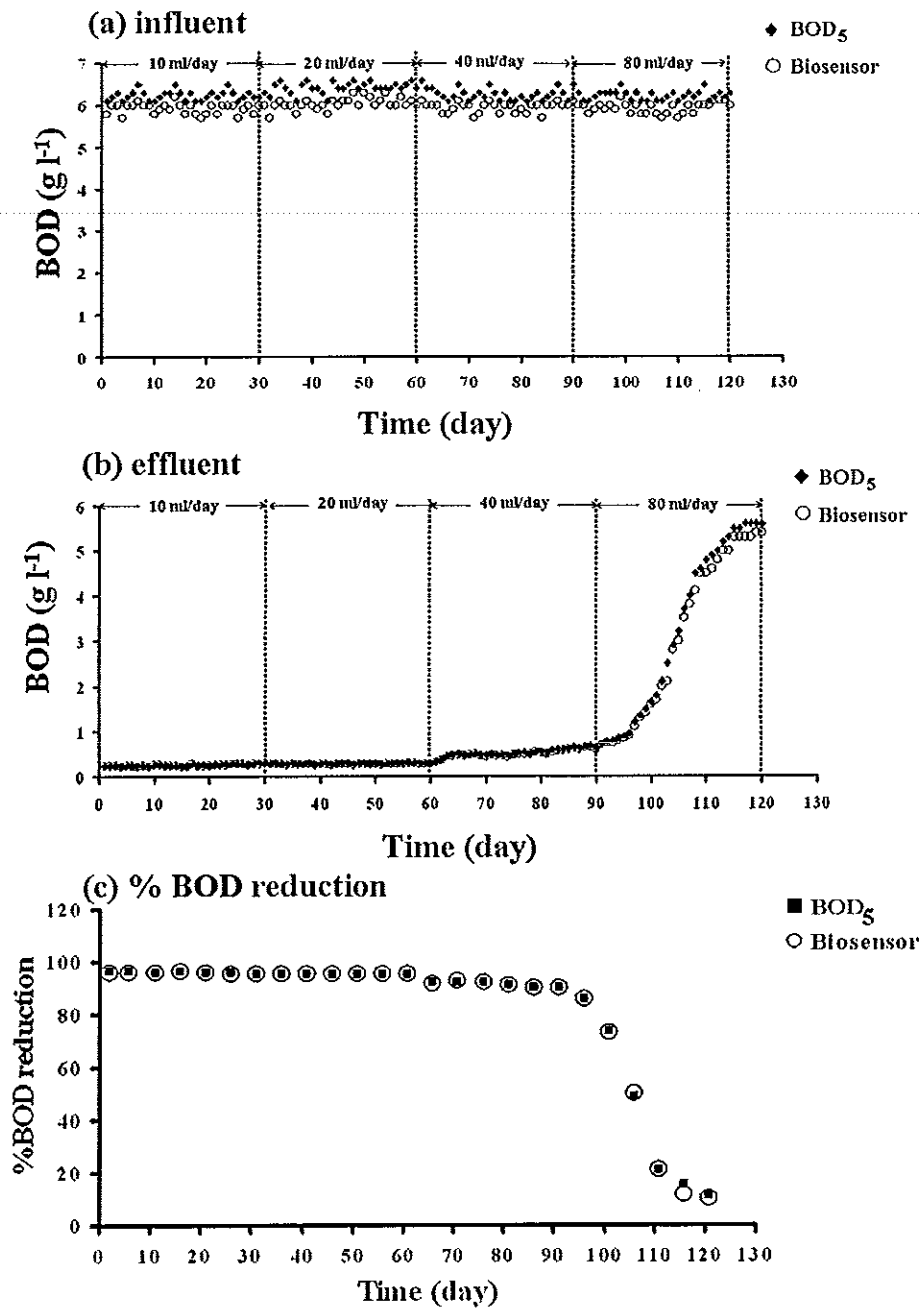 (a) influent
BOD5
Biosensor
10 ml/day 20 ml/day 40 ml/day 80 ml/day
7
6
5
4
3
2
1
0
BOD (g l-1)
0 10 20 30 40 50 60 70 80 90 100 110 120 130
Time (day)
(b) effluent
BOD5
Biosensor
10 ml/day 20 ml/day 40 ml/day 80 ml/day
6
5
4
3
2
1
0
BOD (g l-1)
0 10 20 30 40 50 60 70 80 90 100 110 120 130
Time (day)
(c) % BOD reduction
BOD5
Biosensor
120
100
80
60
40
20
0
%BOD reduction
0 10 20 30 40 50 60 70 80 90 100 110 120 130
Time (day)